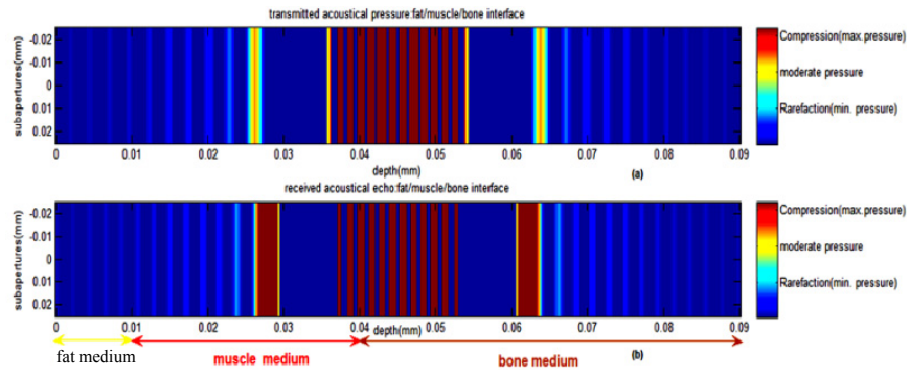 transmitted acoustical pressure:fat/muscle/bone interface
subapertures(mm)
-0.02
-0.01
0
0.01
0.02
0 0.01 0.02 0.03 0.04 0.05 0.06 0.07 0.08 0.09
depth(mm)
(a)
Compression(max.pressure)
moderate pressure
Rarefaction(min. pressure)
received acoustical echo:fat/muscle/bone interface
subapertures(mm)
-0.02
-0.01
0
0.01
0.02
0 0.01 0.02 0.03 0.04 0.05 0.06 0.07 0.08 0.09
depth(mm)
Compression(max.pressure)
moderate pressure
Rarefaction(min. pressure)
fat medium
muscle medium
bone medium
(b)